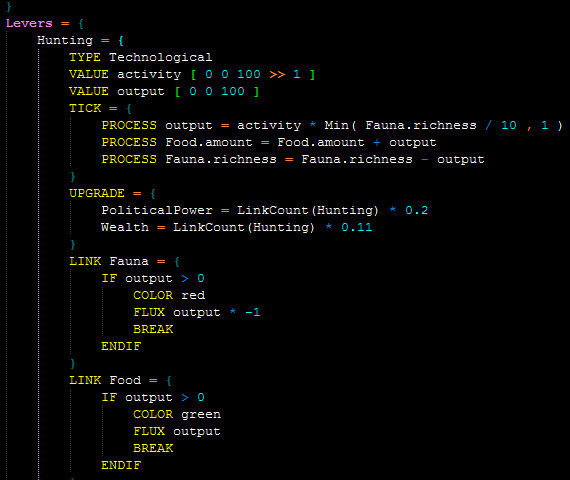 }
Levers = {
Hunting = {
TYPE Technological
VALUE activity [ 0 0 100 >> 1 ]
VALUE output [ 0 0 100 ]
TICK = {
PROCESS output = activity * Min( Fauna.richness / 10 , 1 )
PROCESS Food.amount = Food.amount + output
PROCESS Fauna.richness = Fauna.richness - output
}
UPGRADE = {
PoliticalPower = LinkCount(Hunting) * 0.2
Wealth = LinkCount(Hunting) * 0.11
}
LINK Fauna = {
IF output > 0
COLOR red
FLUX output * -1
BREAK
ENDIF
}
LINK Food = {
IF output > 0
COLOR green
FLUX output
BREAK
ENDIF